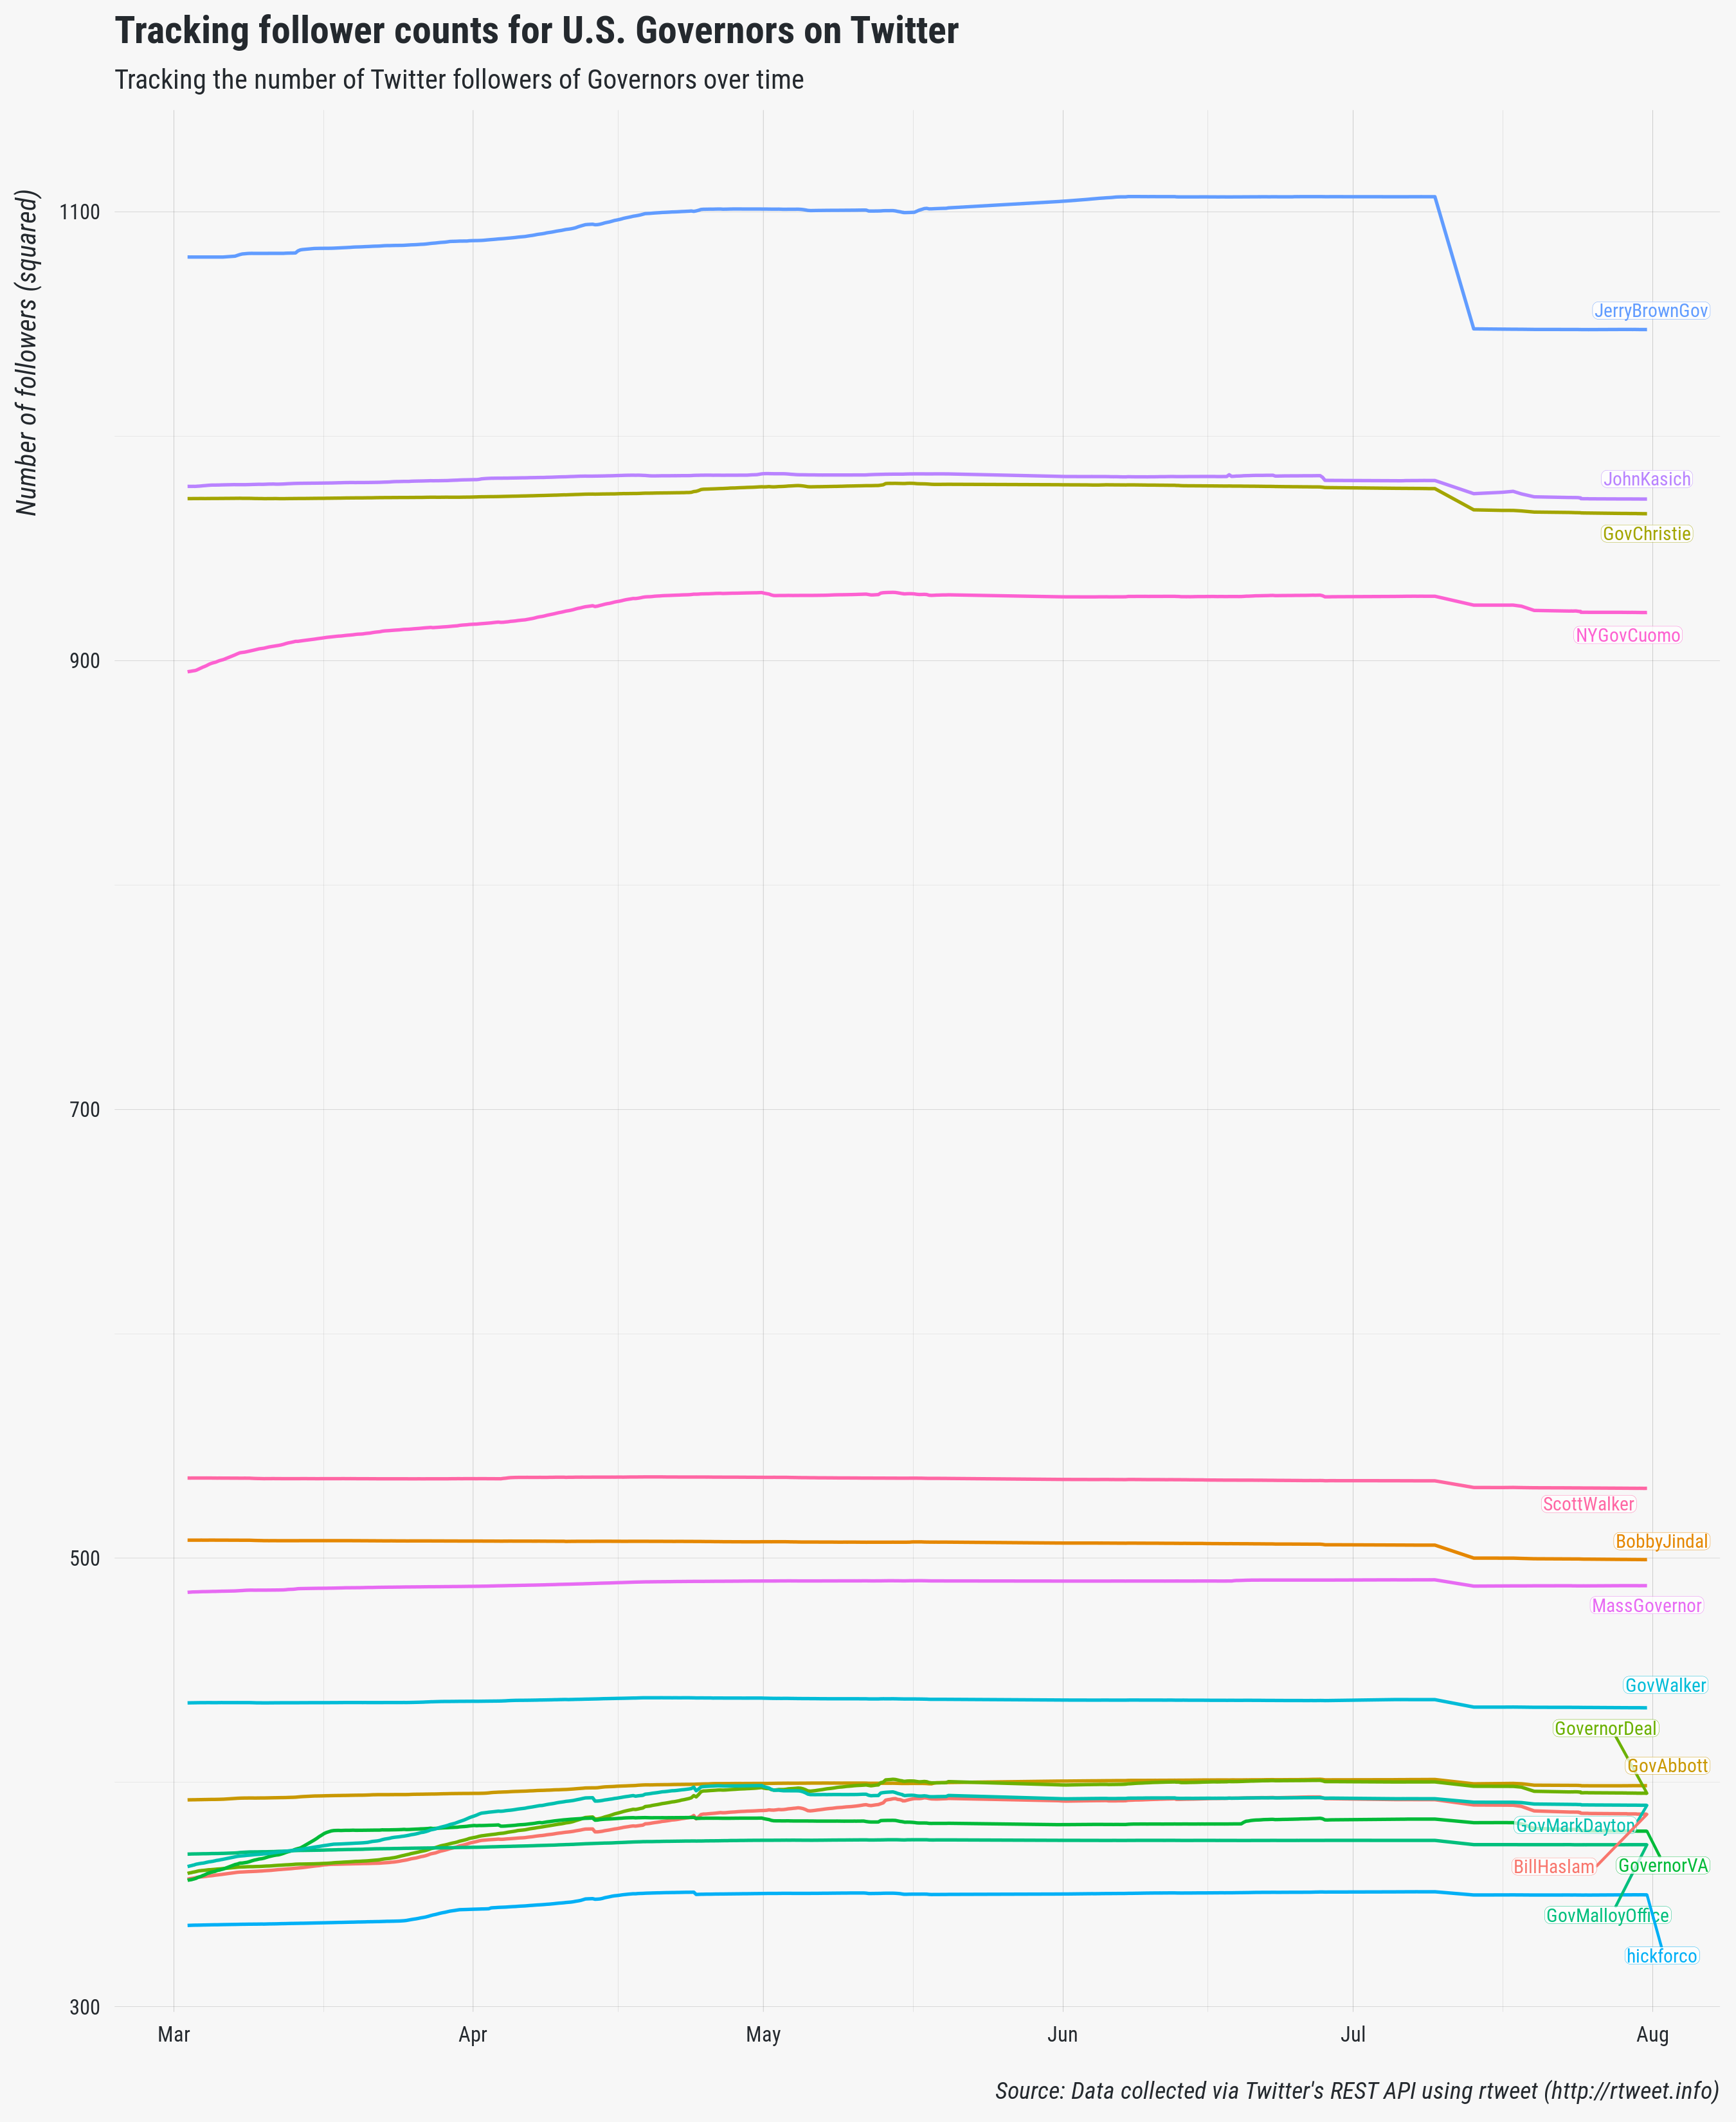 Tracking follower counts for U.S. Governors on Twitter
Tracking the number of Twitter followers of Governors over time
Number of followers (squared)
1100
JerryBrownGov
JohnKasich
GovChristie
NYGovCuomo
900
700
ScottWalker
BobbyJindal
500
MassGovernor
GovWalker
GovernorDeal
GovAbbott
GovMarkDayton
BillHaslam
GovernorVA
GovMalloyOffice
hickforco
300
Mar
Apr
May
Jun
Jul
Aug
Source: Data collected via Twitter's REST API using rtweet (http://rtweet.info)